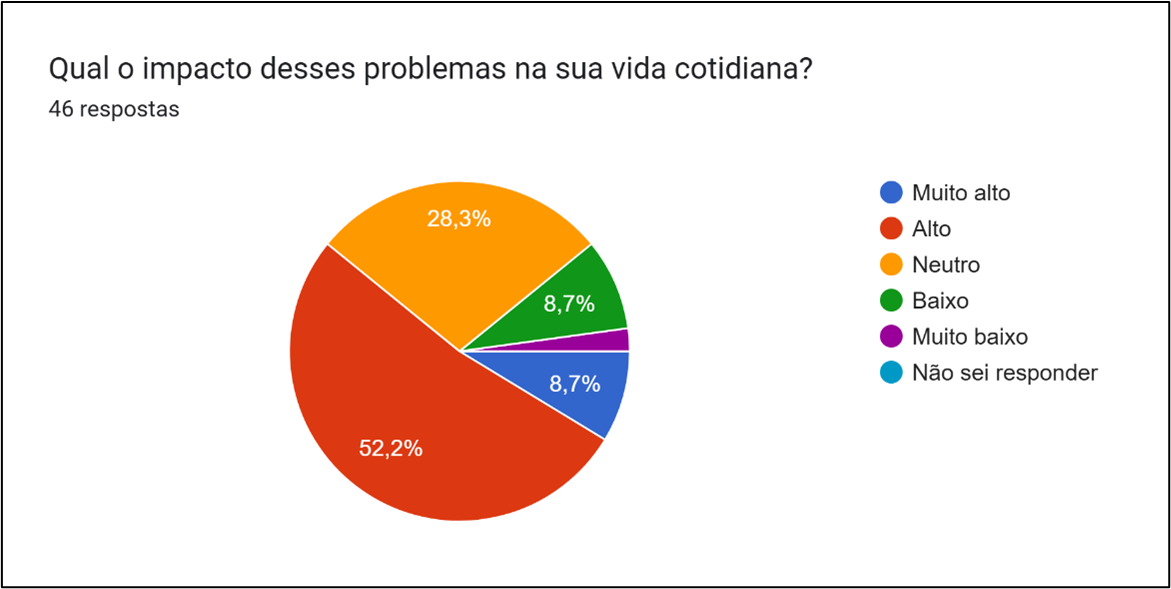 Qual o impacto desses problemas na sua vida cotidiana?
46 respostas
28,3%
8,7%
8,7%
52,2%
Muito alto
Alto
Neutro
Baixo
Muito baixo
Não sei responder